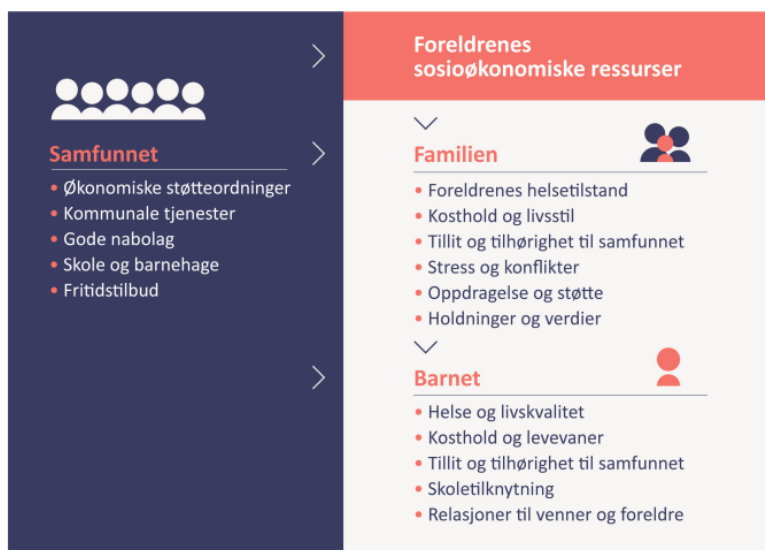 Samfunnet
• Økonomiske støtteordninger
• Kommunale tjenester
• Gode nabolag
• Skole og barnehage
• Fritidstilbud
Foreldrenes
sosioøkonomiske ressurser
Familien
• Foreldrenes helsetilstand
• Kosthold og livsstil
• Tillit og tilhørighet til samfunnet
• Stress og konflikter
• Oppdragelse og støtte
• Holdninger og verdier
Barnet
• Helse og livskvalitet
• Kosthold og levevaner
• Tillit og tilhørighet til samfunnet
• Skoletilknytning
• Relasjoner til venner og foreldre